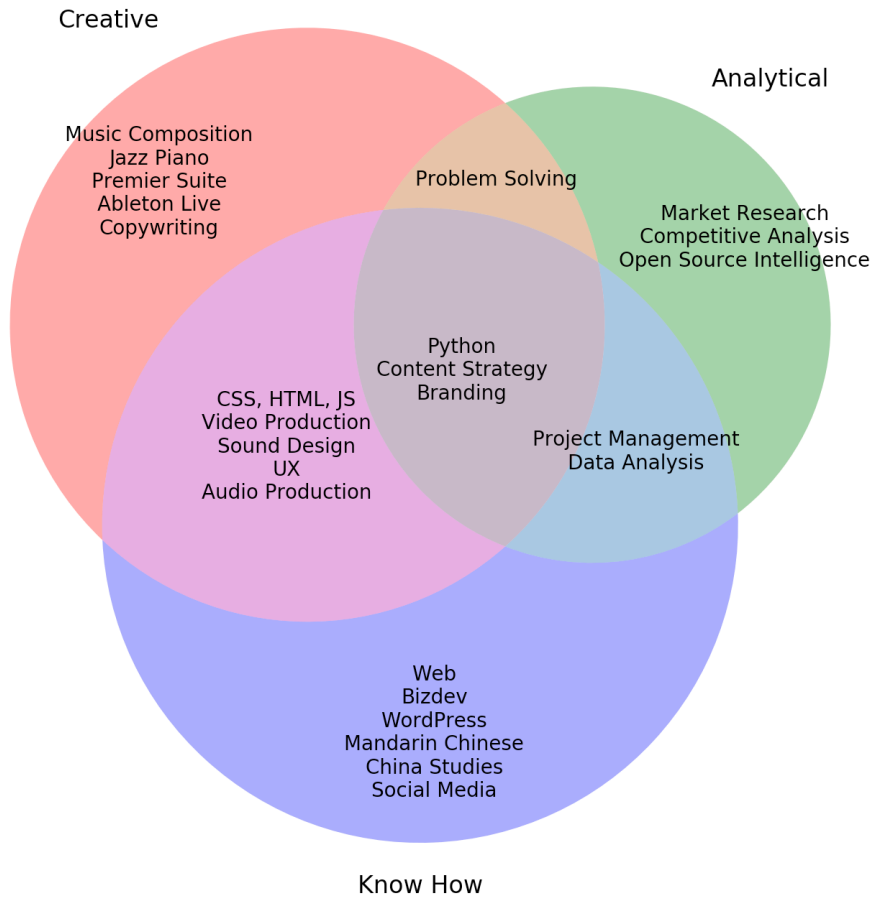 Creative
Analytical
Music Composition
Jazz Piano
Premier Suite
Ableton Live
Copywriting
Problem Solving
Market Research
Competitive Analysis
Open Source Intelligence
Python
Content Strategy
Branding
CSS, HTML, JS
Video Production
Sound Design
UX
Audio Production
Project Management
Data Analysis
Web
Bizdev
WordPress
Mandarin Chinese
China Studies
Social Media
Know How